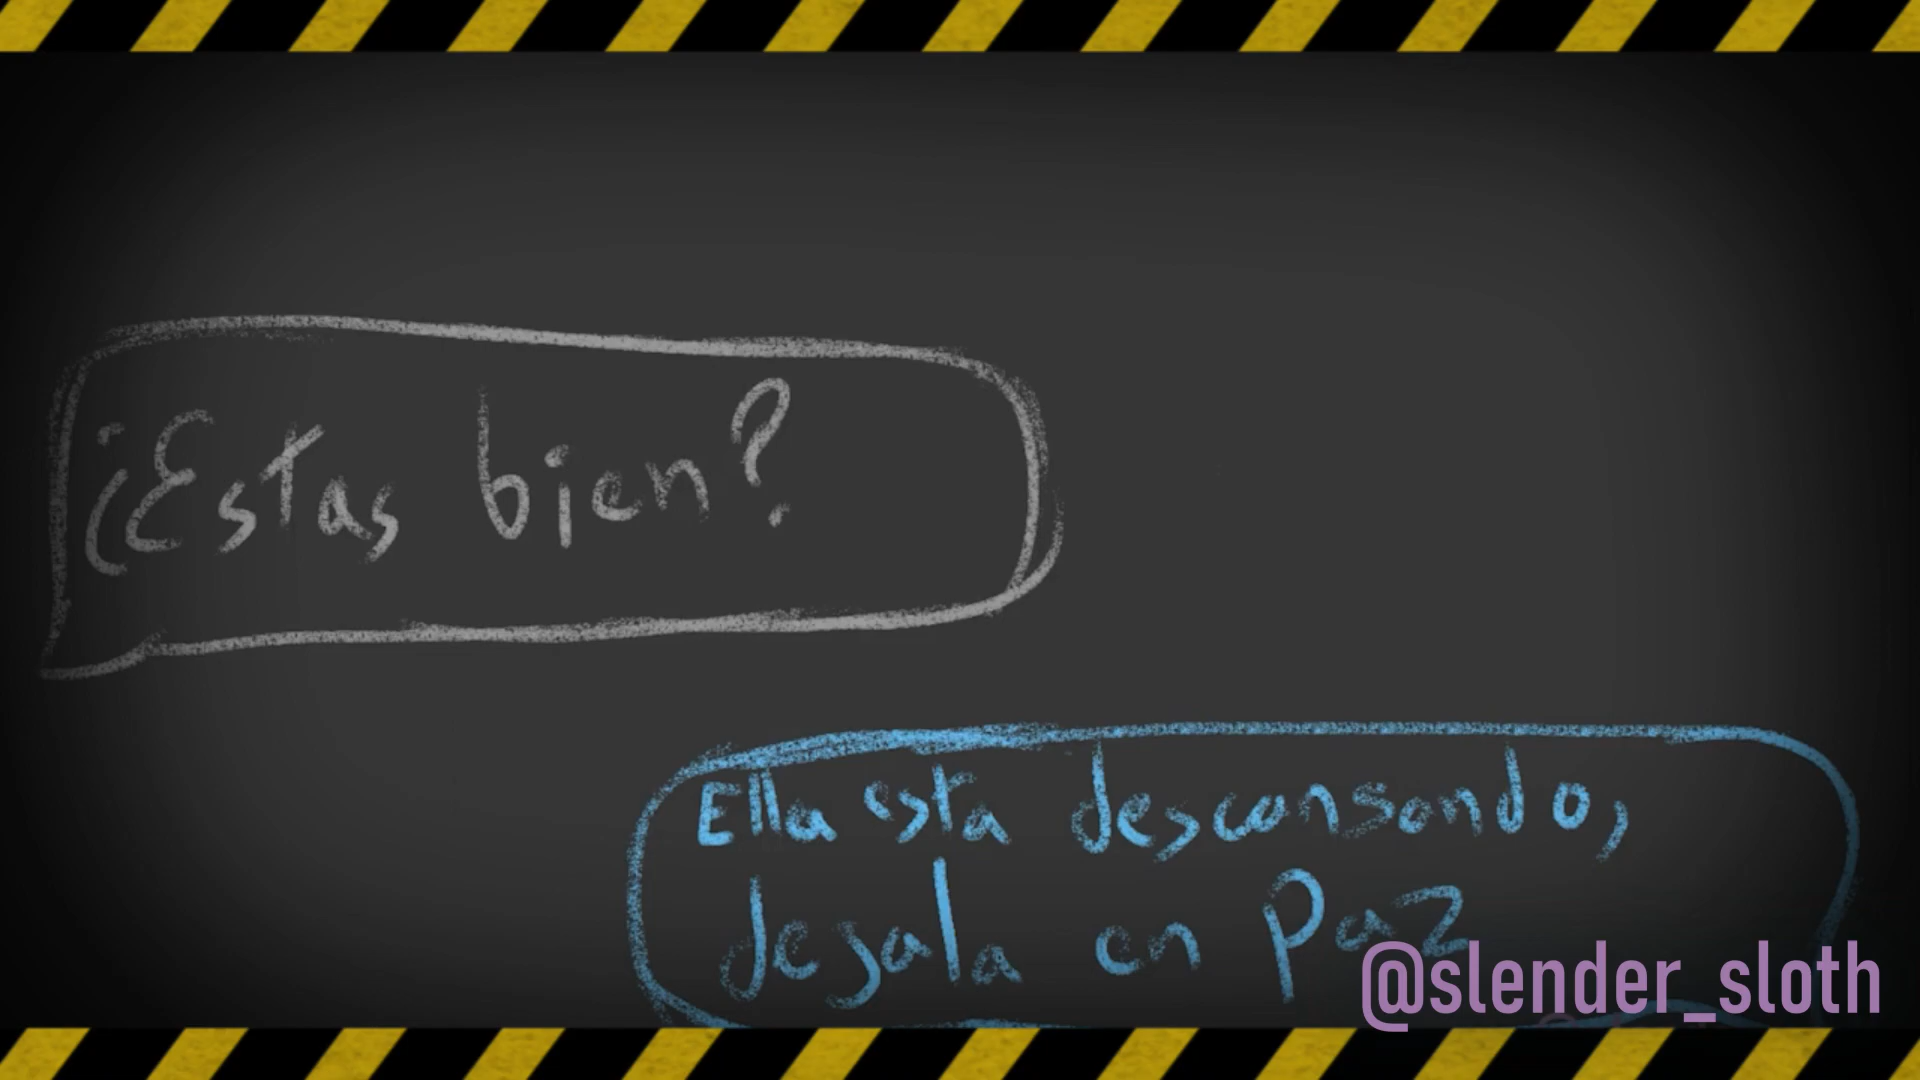 ¿Estas bien?
Ella esta descansando,
dejala en Paz
@slender_sloth